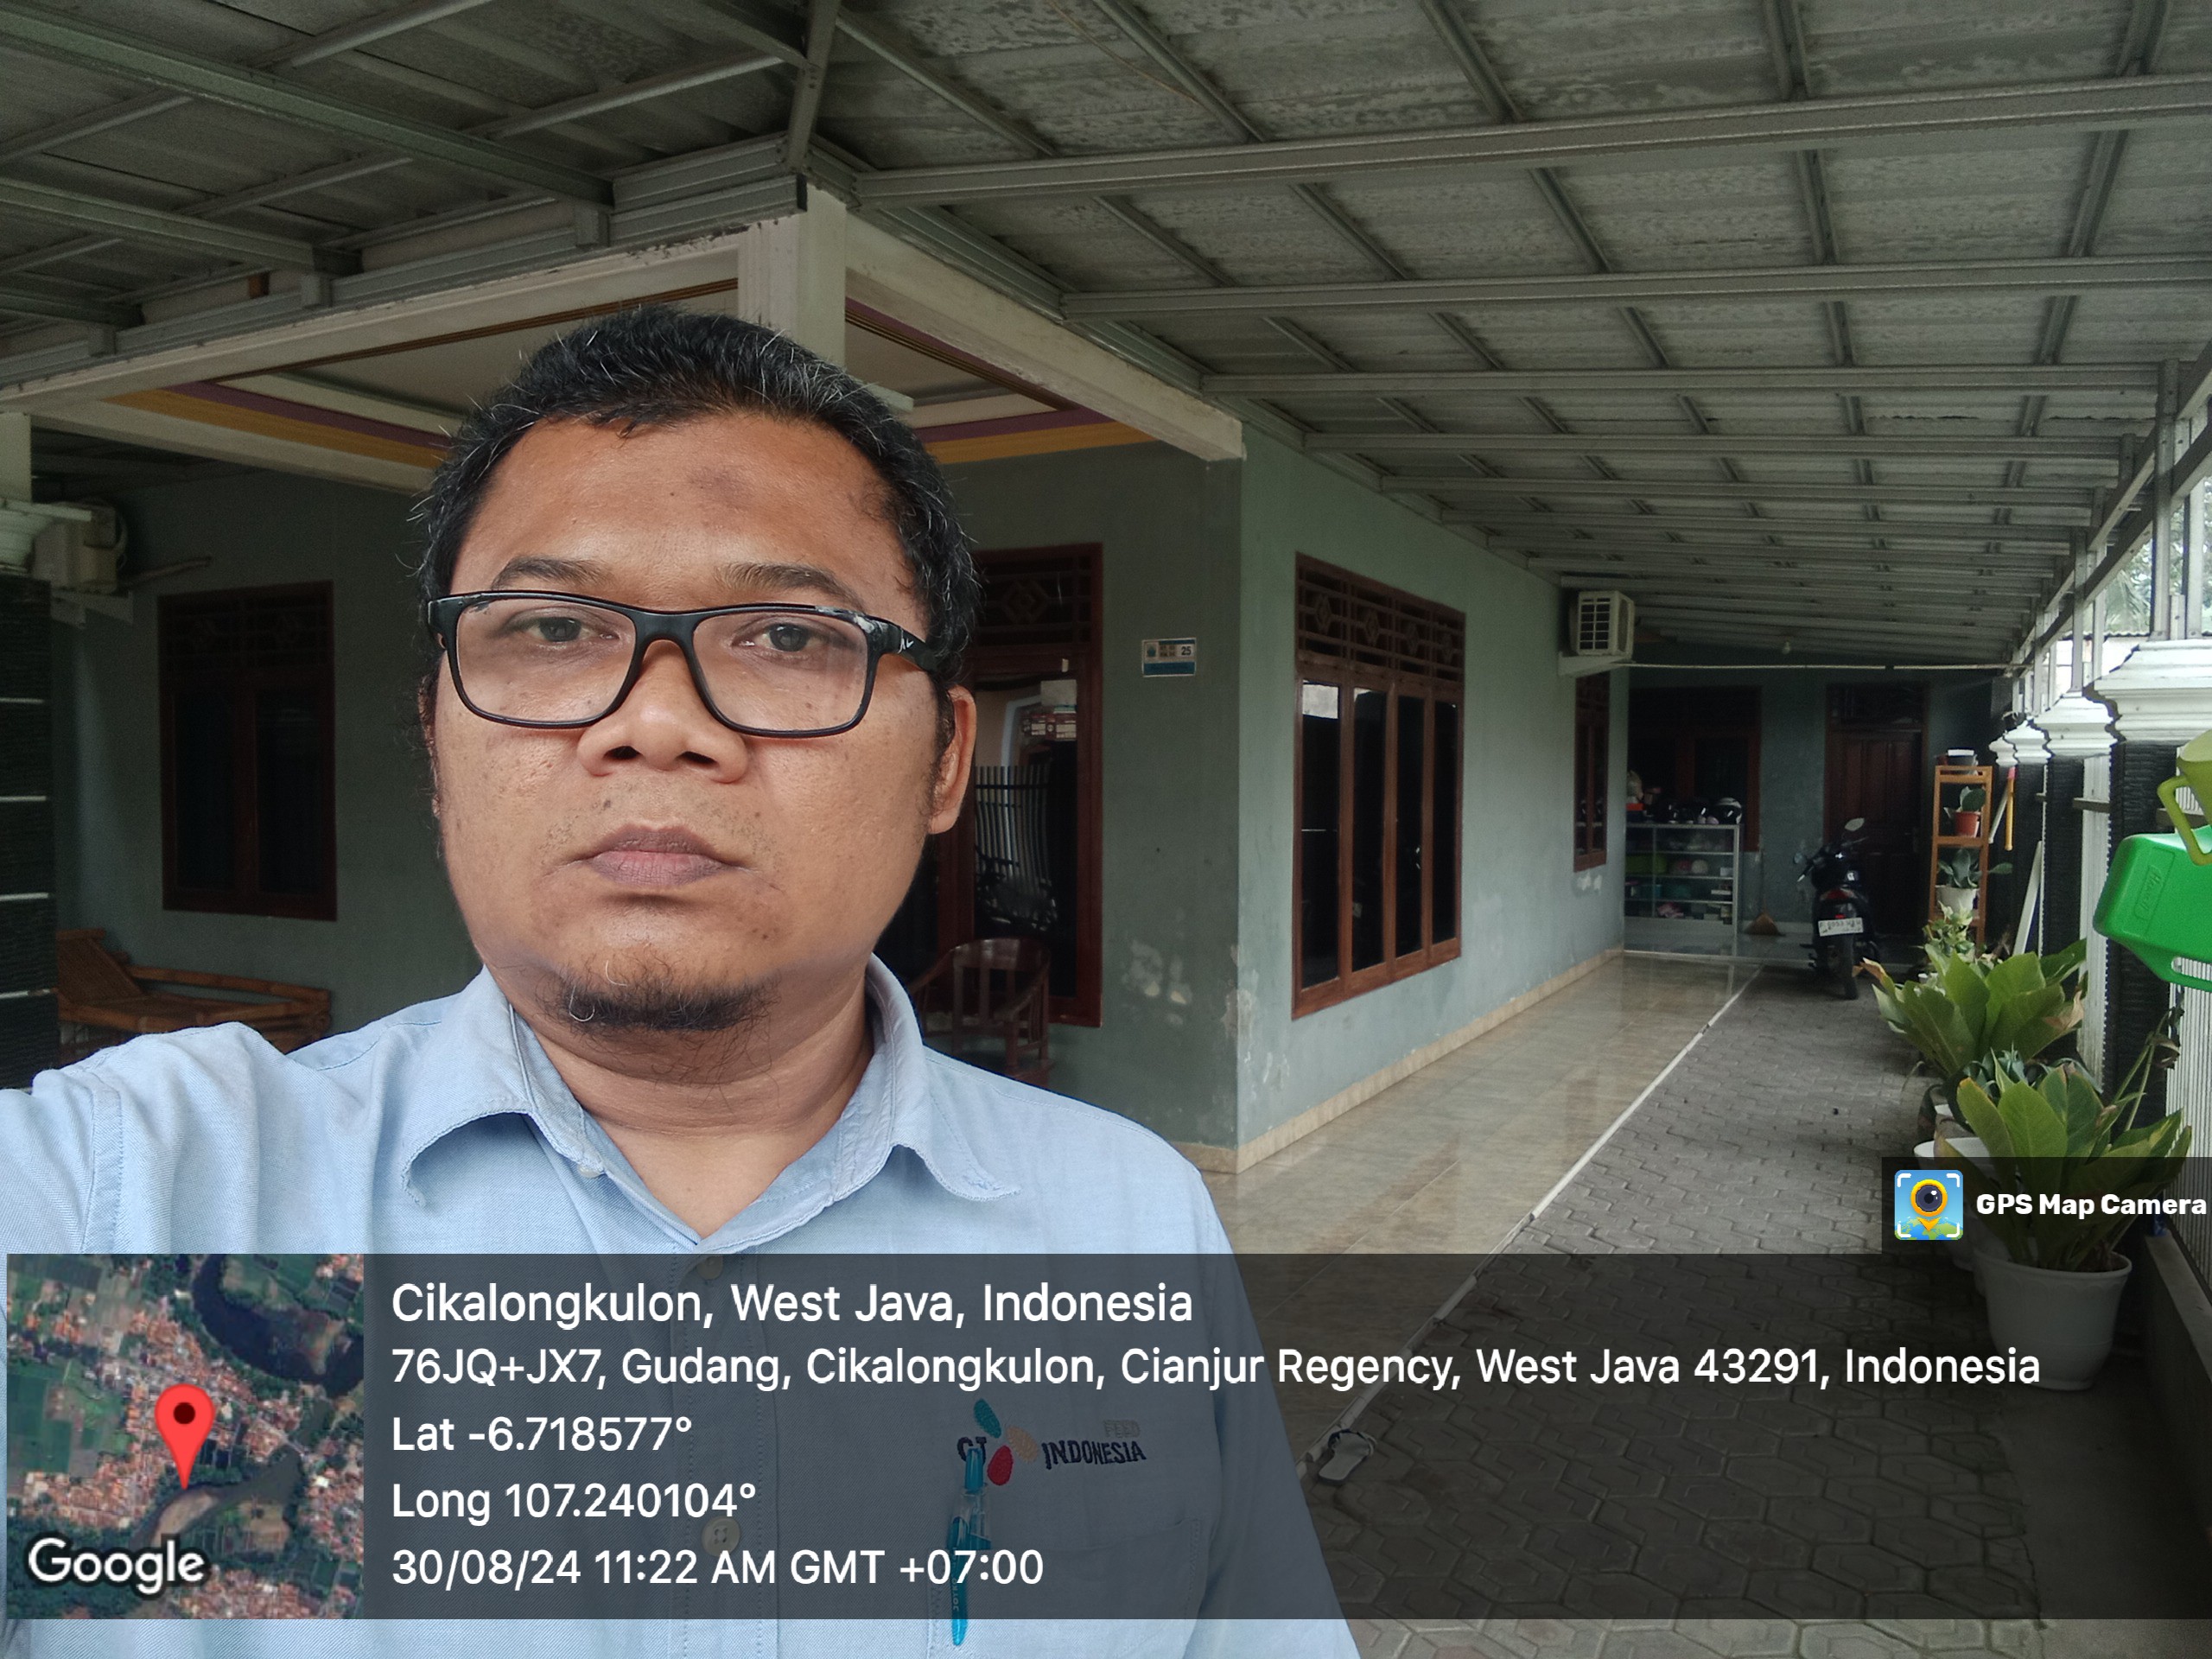 25
GPS Map Camera
Cikalongkulon, West Java, Indonesia
76JQ+JX7, Gudang, Cikalongkulon, Cianjur Regency, West Java 43291, Indonesia
Lat -6.718577°
Long 107.240104°
30/08/24 11:22 AM GMT +07:00
Google
FEED
CJ INDONESIA